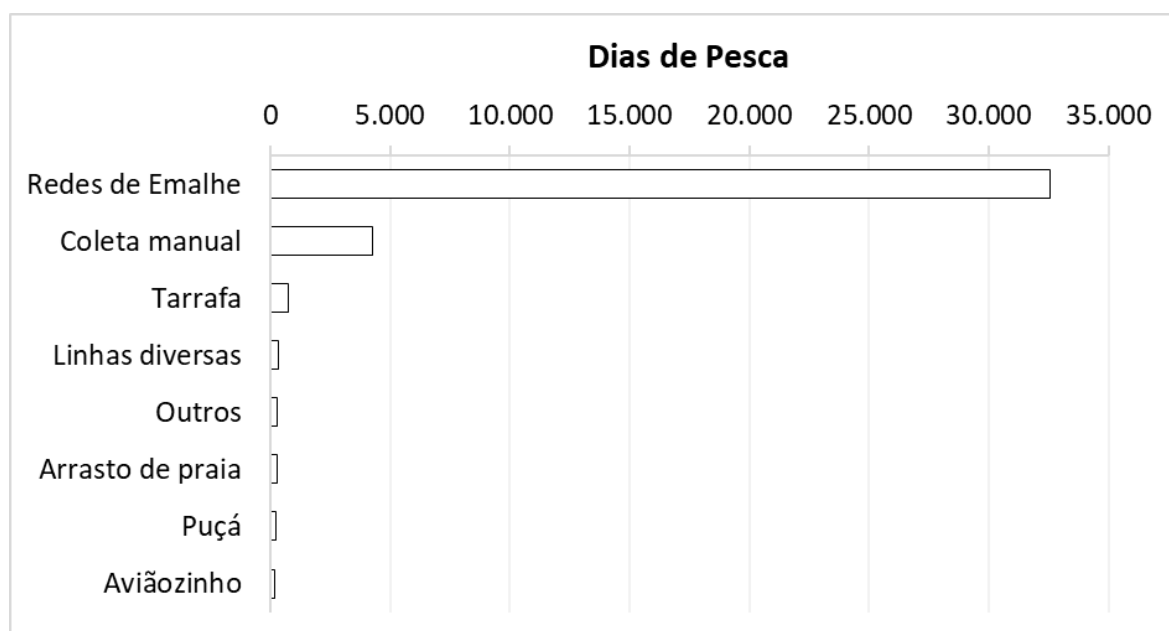 Dias de Pesca
0 5.000 10.000 15.000 20.000 25.000 30.000 35.000
Redes de Emalhe
Coleta manual
Tarrafa
Linhas diversas
Outros
Arrasto de praia
Puçá
Aviãozinho